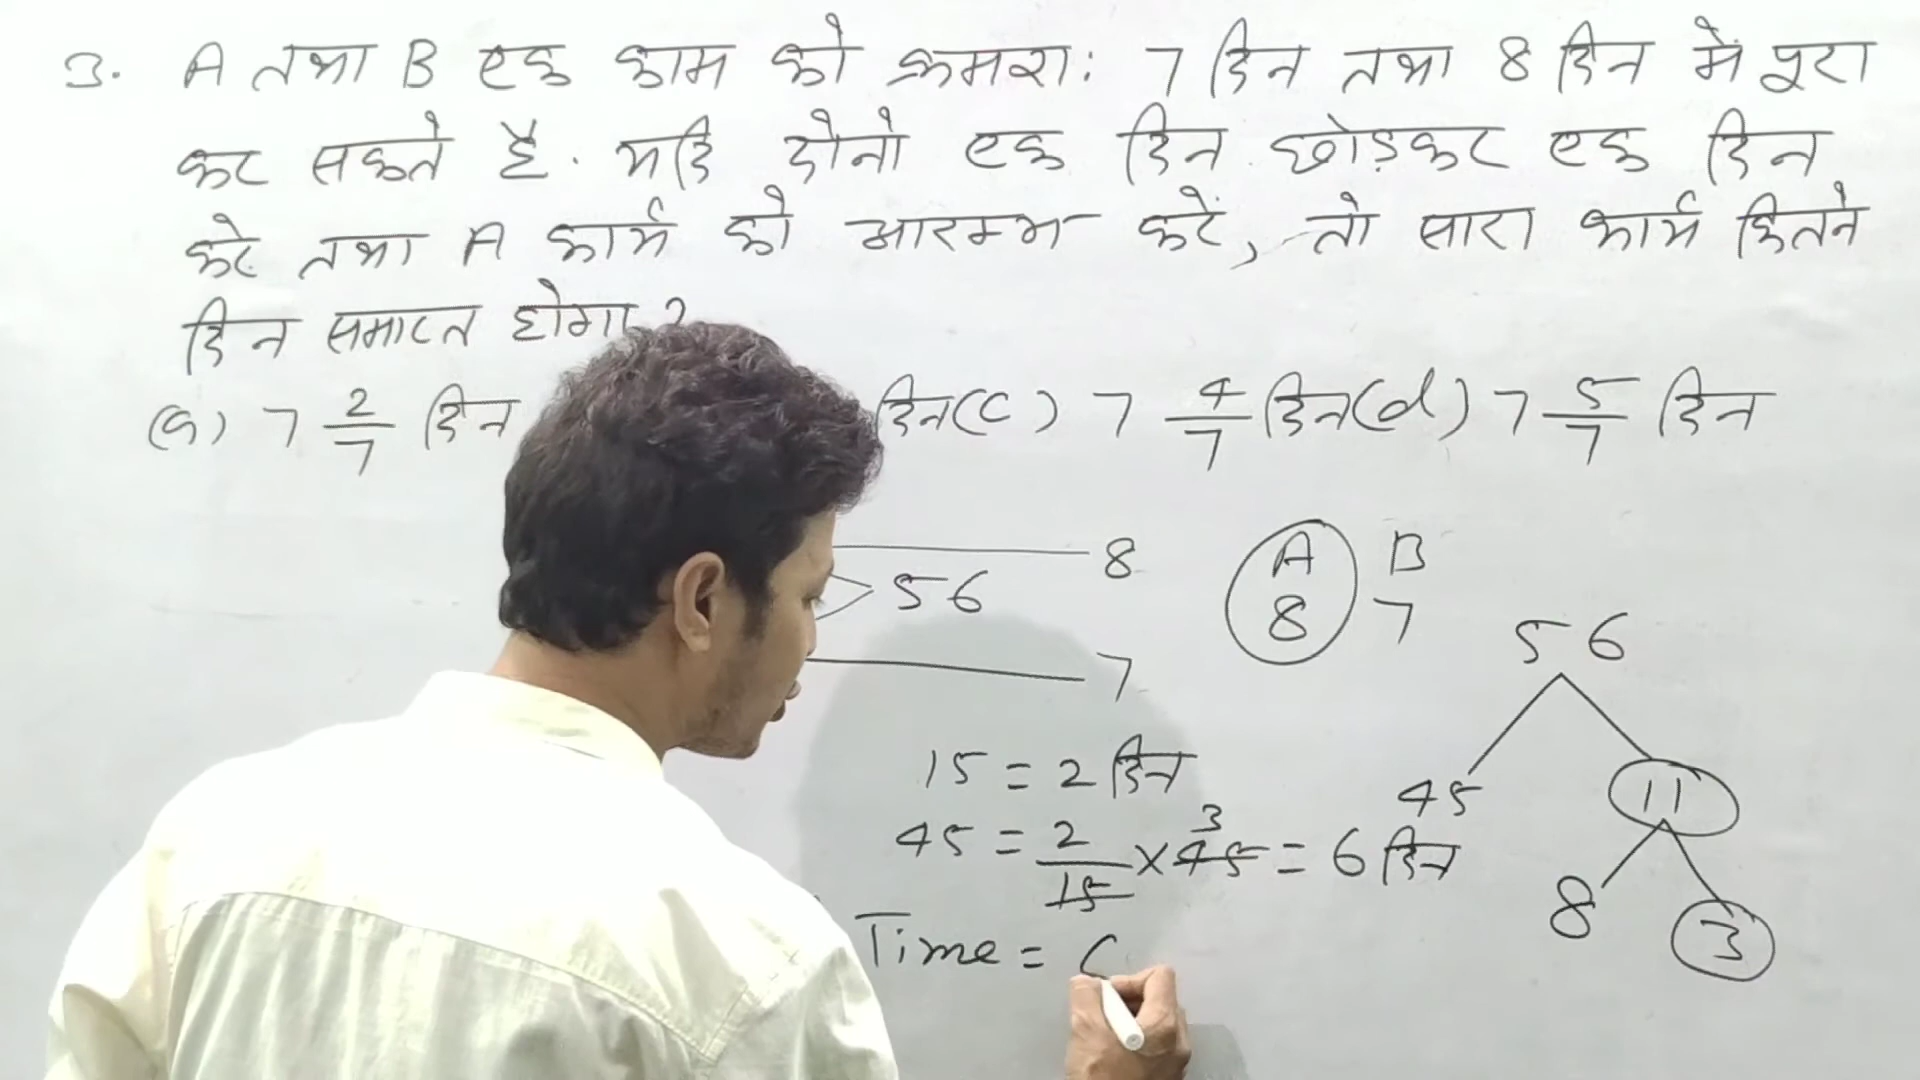 3. A तथा B एक काम को क्रमशः 7 दिन तथा 8 दिन में पूरा
कर सकते है. यदि दोनो एक दिन छोड़कर एक दिन
करे तथा A कार्य को आरम्भ करें, तो सारा कार्य कितने
दिन समाप्त होगा?
(a) 7 2/7 दिन दिन (c) 7 4/7 दिन (d) 7 5/7 दिन
8
56
7
A B
8 7
56
45 11
8 3
15 = 2 दिन
45 = 2/15 × 45 3 = 6 दिन
Time =